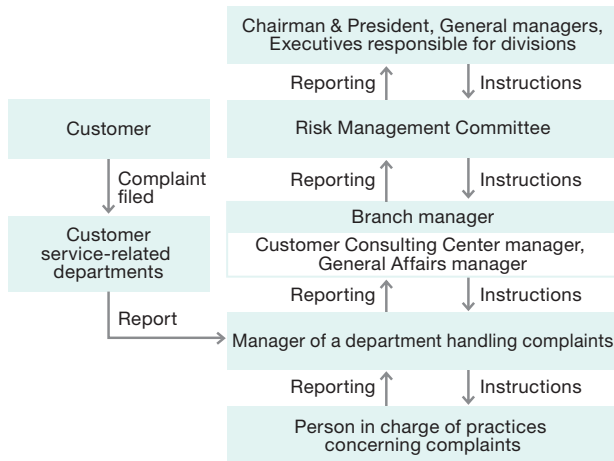 Chairman & President, General managers,
Executives responsible for divisions
Reporting
Instructions
Customer
Risk Management Committee
Complaint
filed
Reporting
Instructions
Customer
service-related
departments
Branch manager
Customer Consulting Center manager,
General Affairs manager
Reporting
Instructions
Report
Manager of a department handling complaints
Reporting
Instructions
Person in charge of practices
concerning complaints